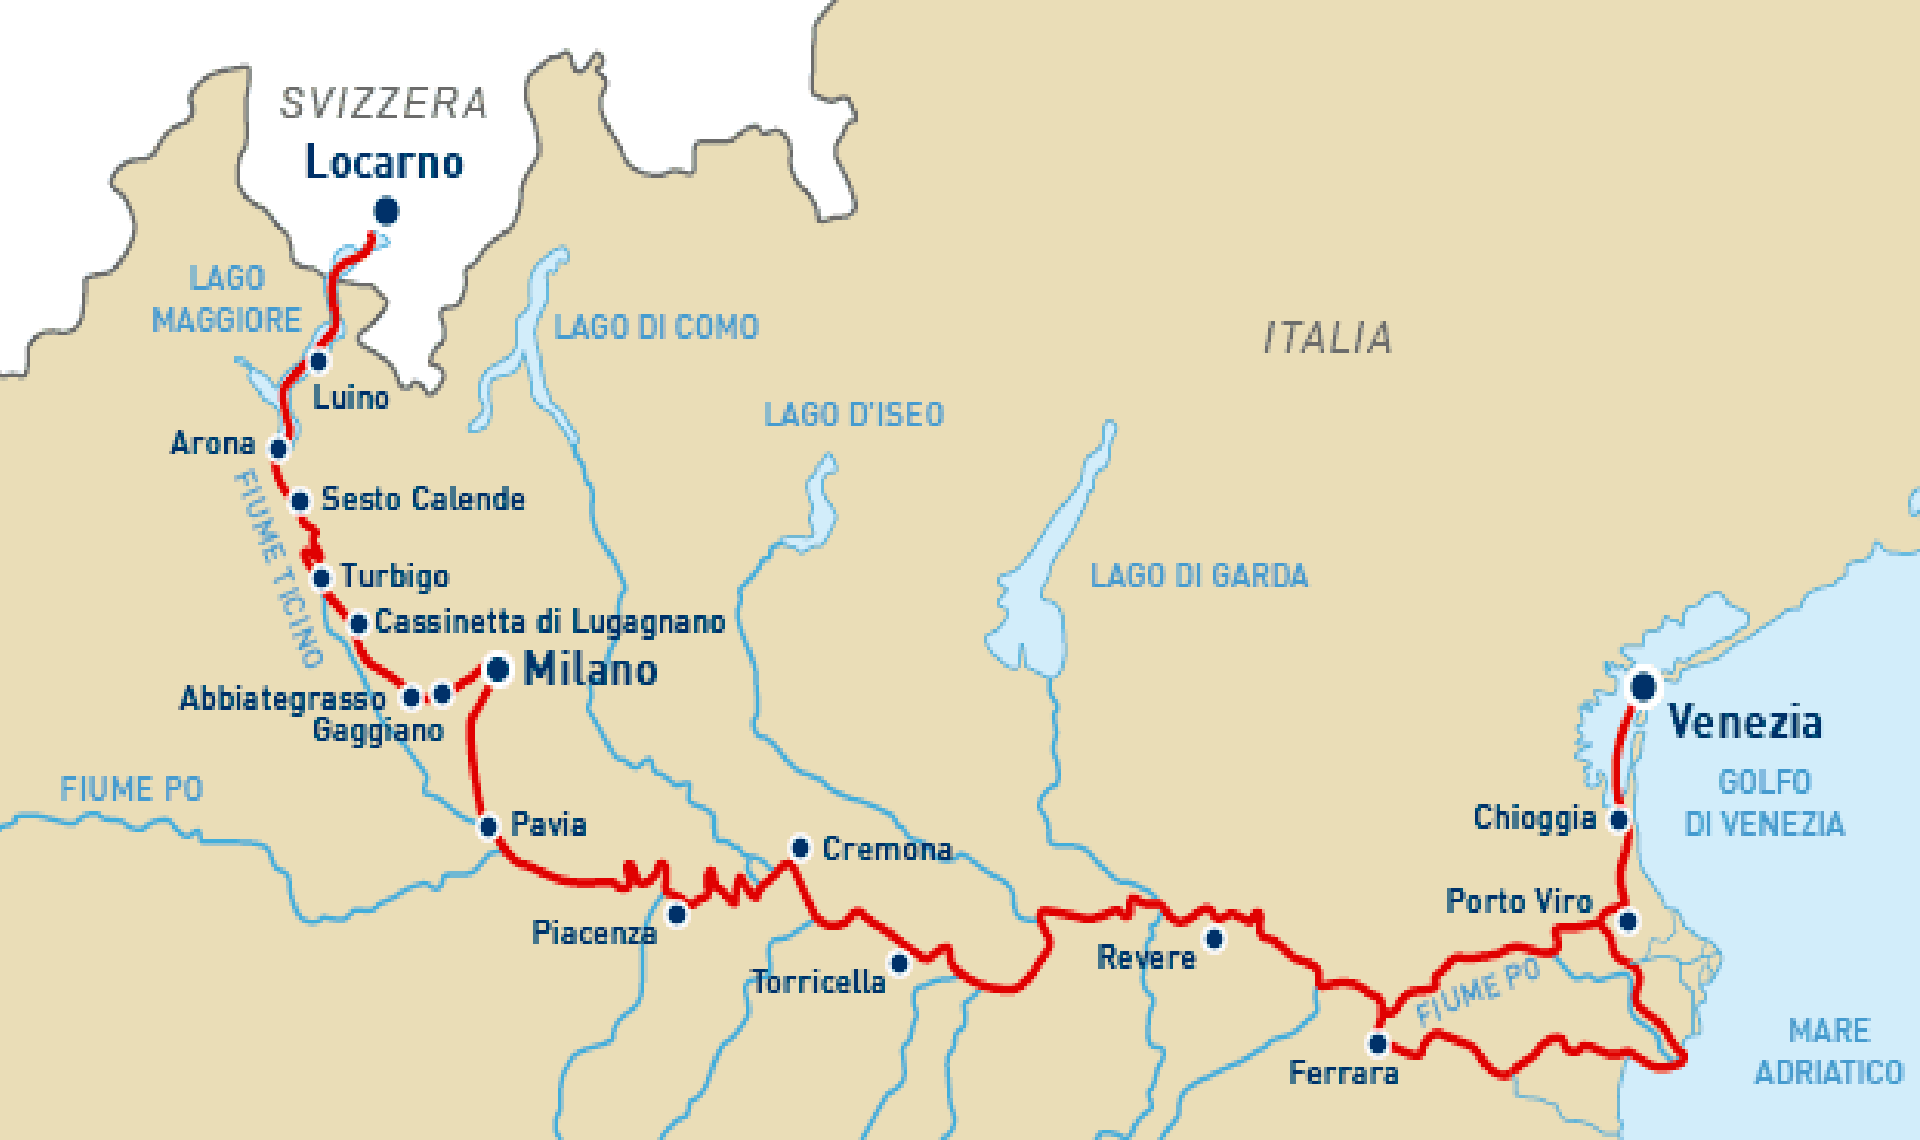 SVIZZERA
Locarno
LAGO
MAGGIORE
LAGO DI COMO
ITALIA
Luino
LAGO D'ISEO
Arona
FIUME TICINO
Sesto Calende
Turbigo
LAGO DI GARDA
Cassinetta di Lugagnano
Milano
Abbiategrasso
Gaggiano
Venezia
FIUME PO
GOLFO
DI VENEZIA
Pavia
Chioggia
Cremona
Porto Viro
Piacenza
Revere
Torricella
FIUME PO
Ferrara
MARE
ADRIATICO